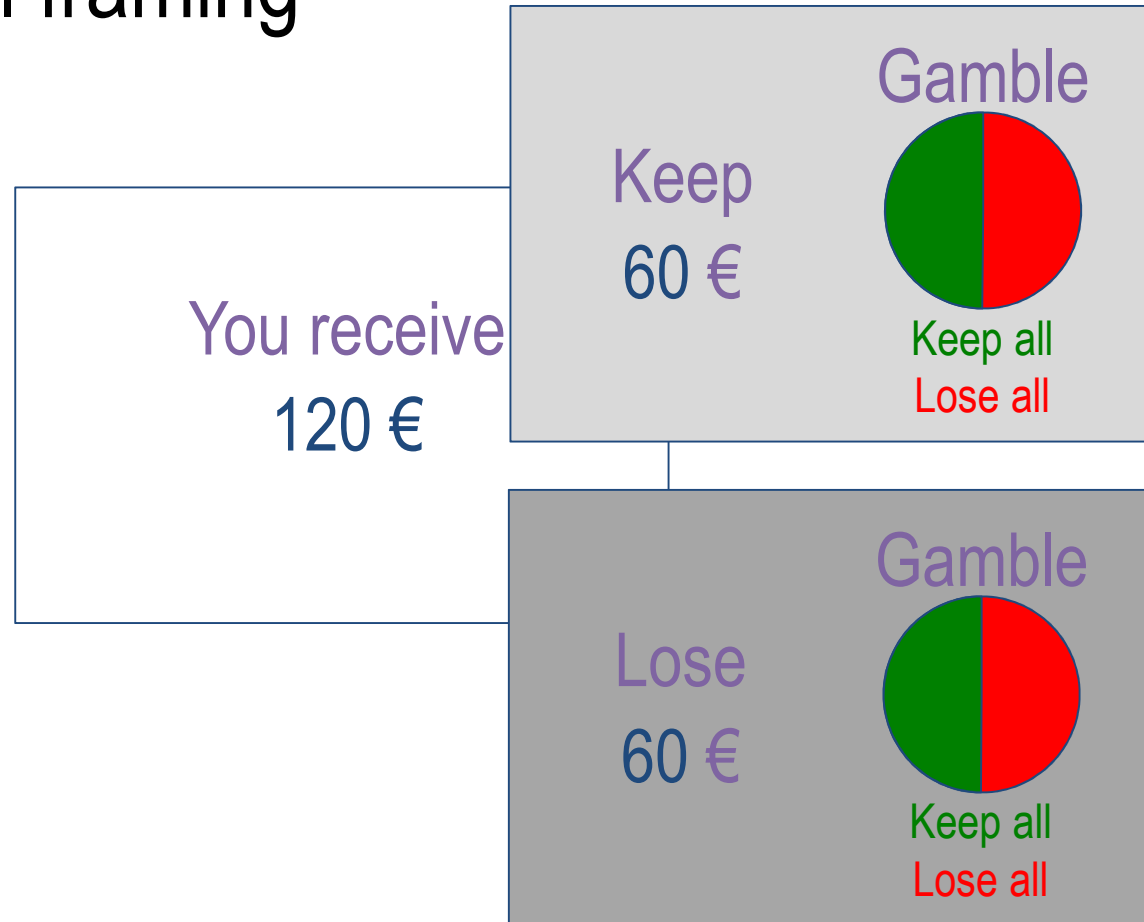 framing
You receive
120 €
Keep
60 €
Gamble
Keep all
Lose all
Lose
60 €
Gamble
Keep all
Lose all